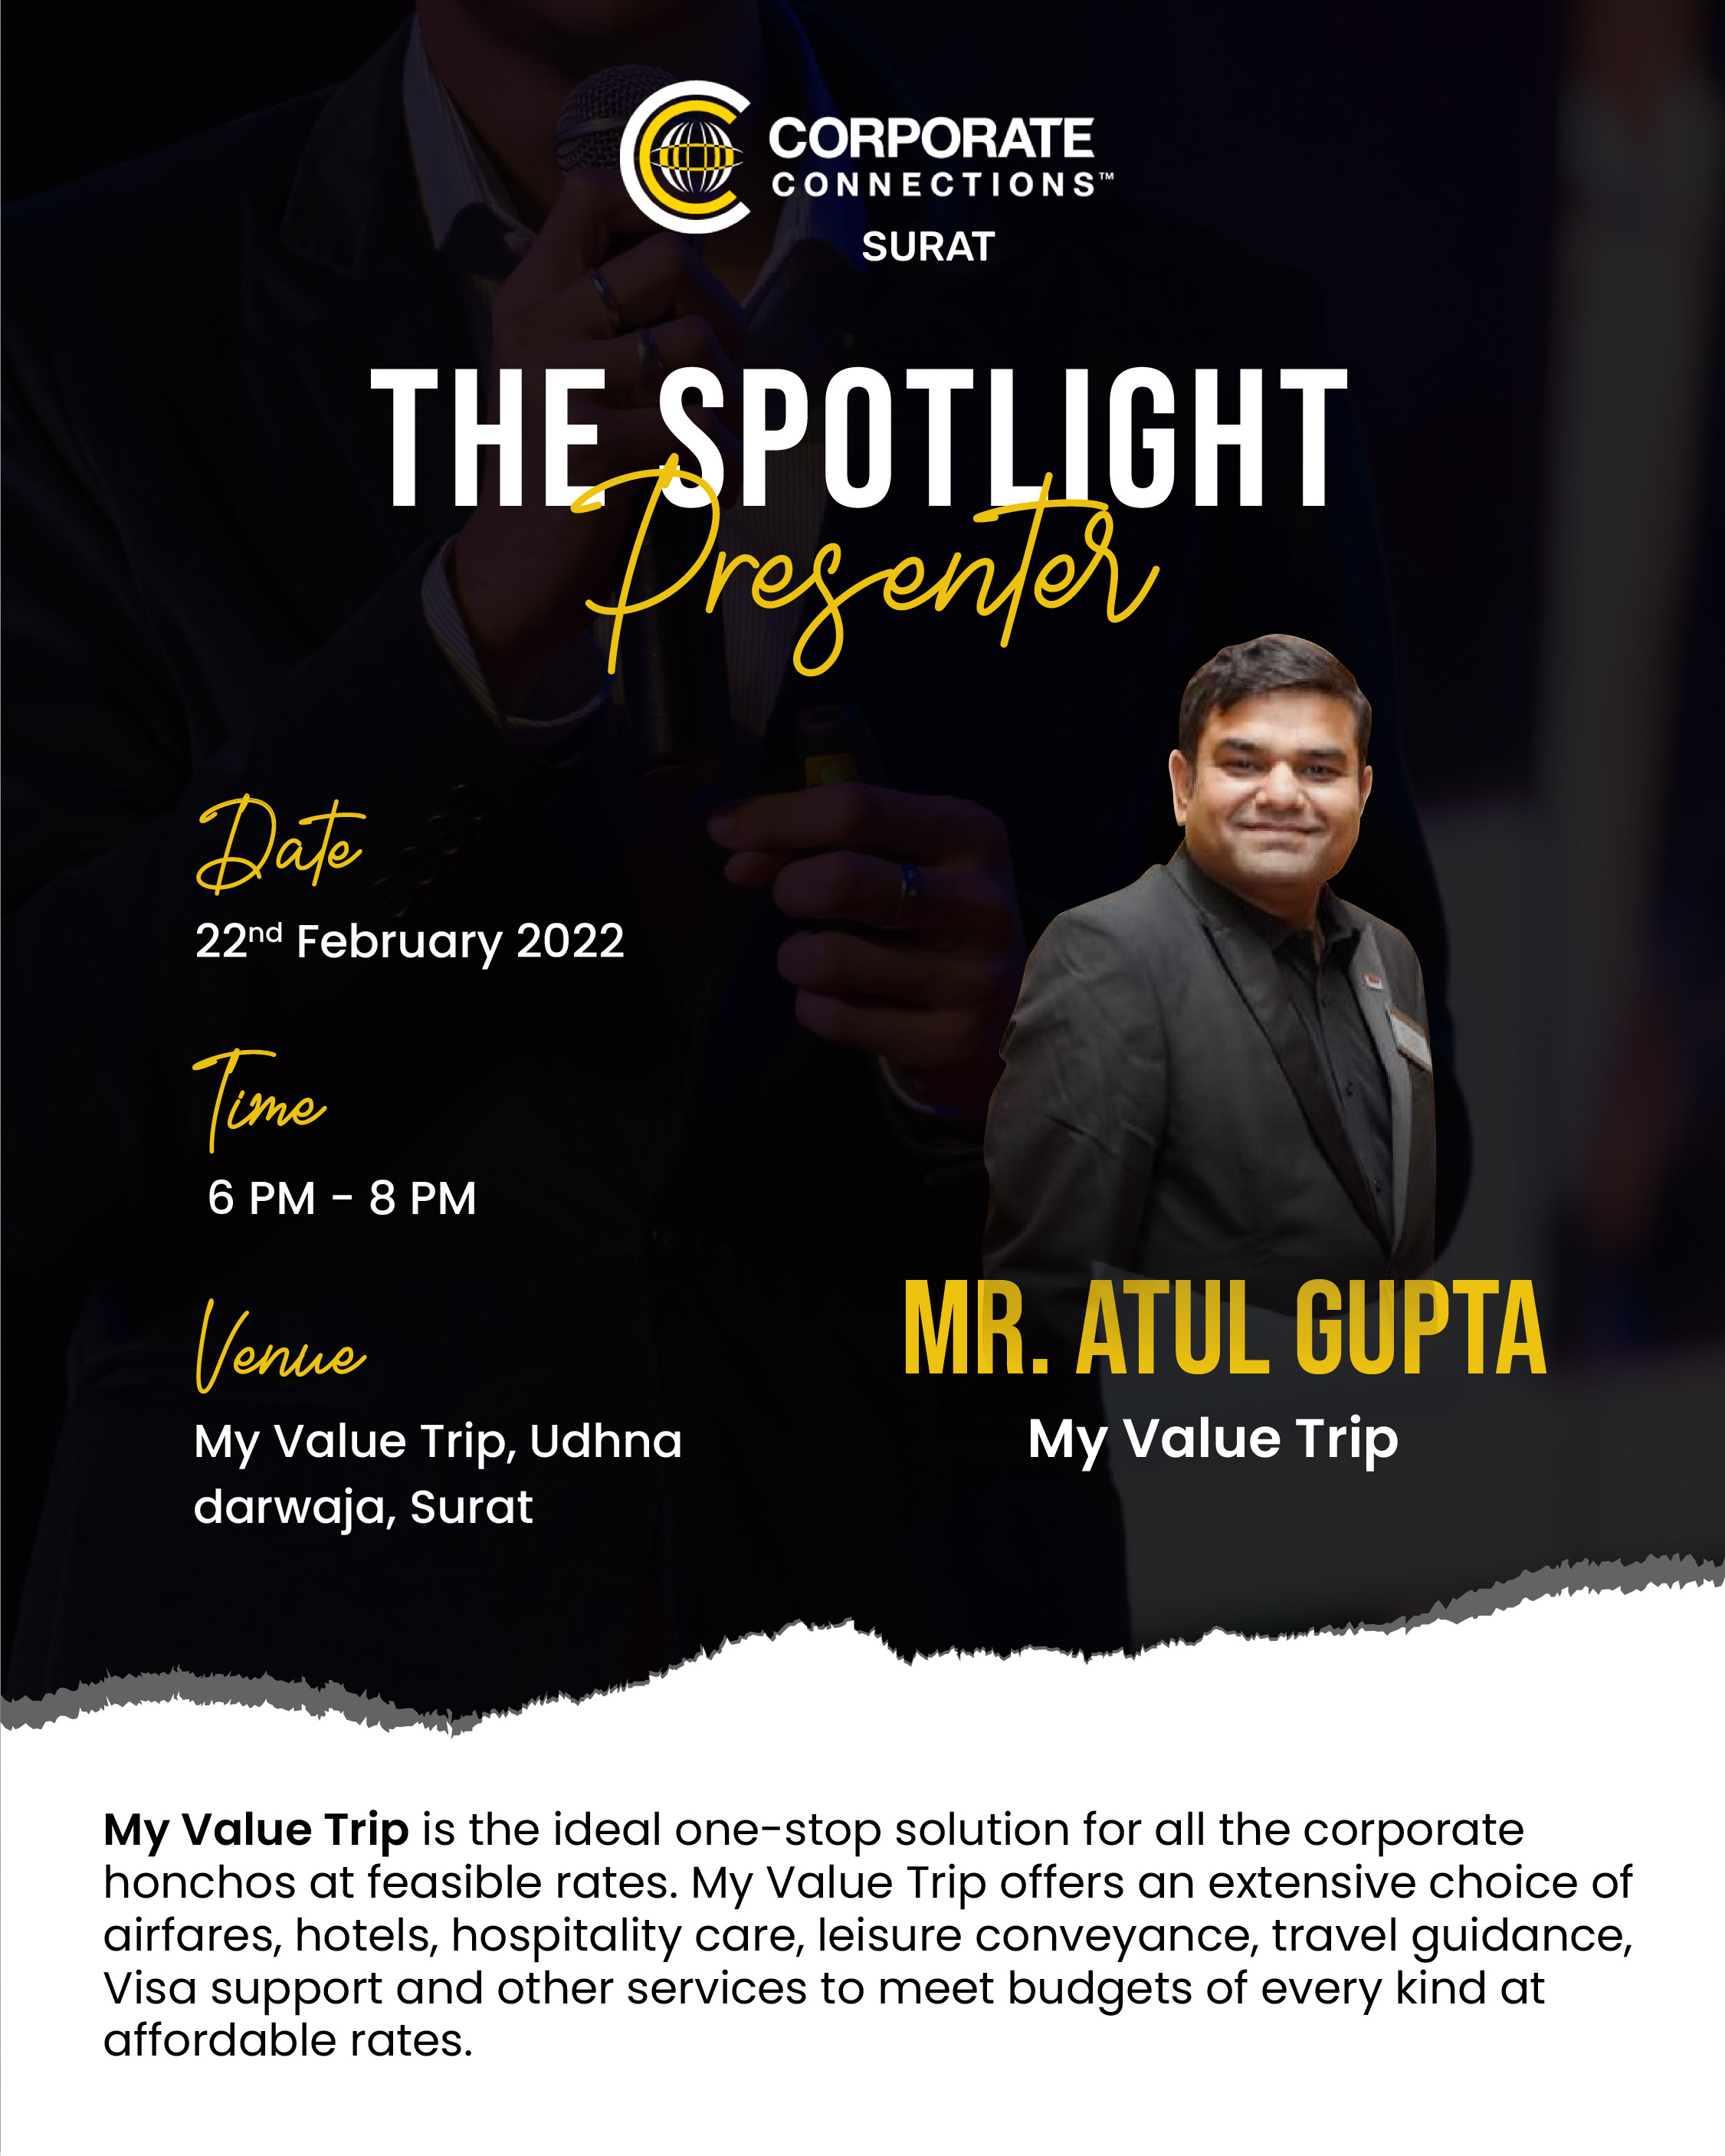 CORPORATE
CONNECTIONS™
SURAT
THE SPOTLIGHT
Presenter
Date
22nd February 2022
Time
6 PM - 8 PM
Venue
My Value Trip, Udhna
darwaja, Surat
MR. ATUL GUPTA
My Value Trip
My Value Trip is the ideal one-stop solution for all the corporate
honchos at feasible rates. My Value Trip offers an extensive choice of
airfares, hotels, hospitality care, leisure conveyance, travel guidance,
Visa support and other services to meet budgets of every kind at
affordable rates.